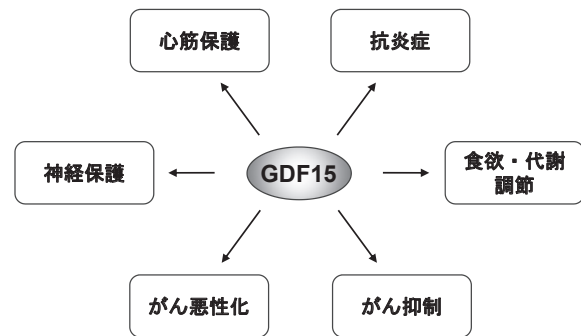 心筋保護
抗炎症
神経保護
GDF15
食欲・代謝
調節
がん悪性化
がん抑制